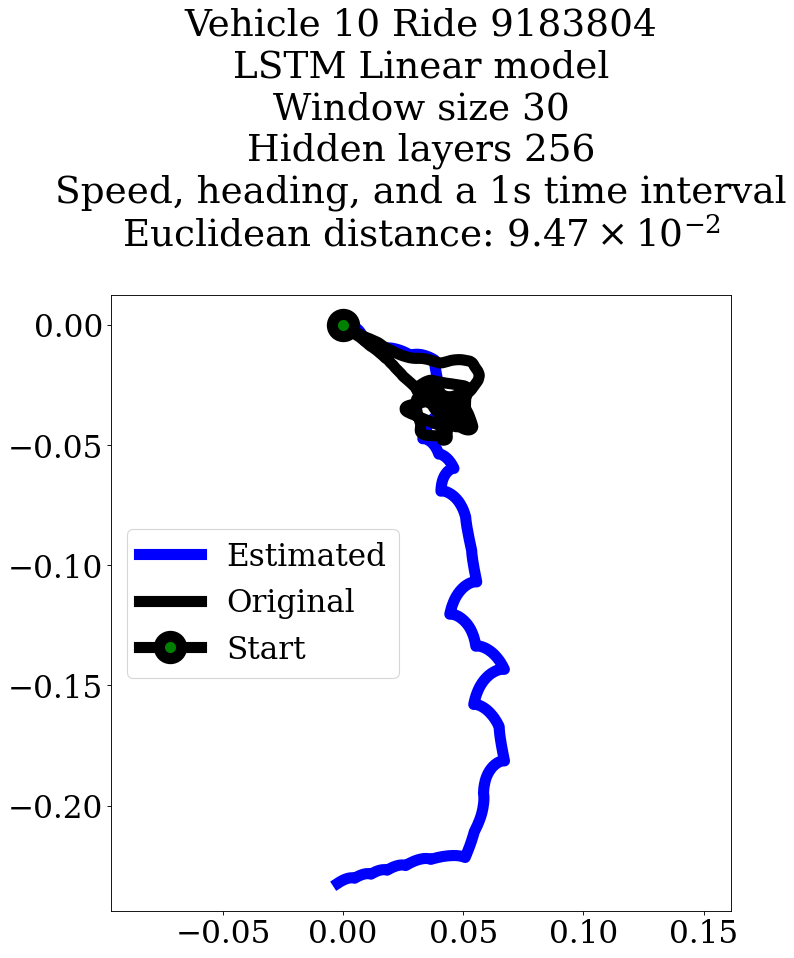 Vehicle 10 Ride 9183804
LSTM Linear model
Window size 30
Hidden layers 256
Speed, heading, and a 1s time interval
Euclidean distance: 9.47 × 10⁻²
0.00
−0.05
−0.10
−0.15
−0.20
Estimated
Original
Start
−0.05 0.00 0.05 0.10 0.15